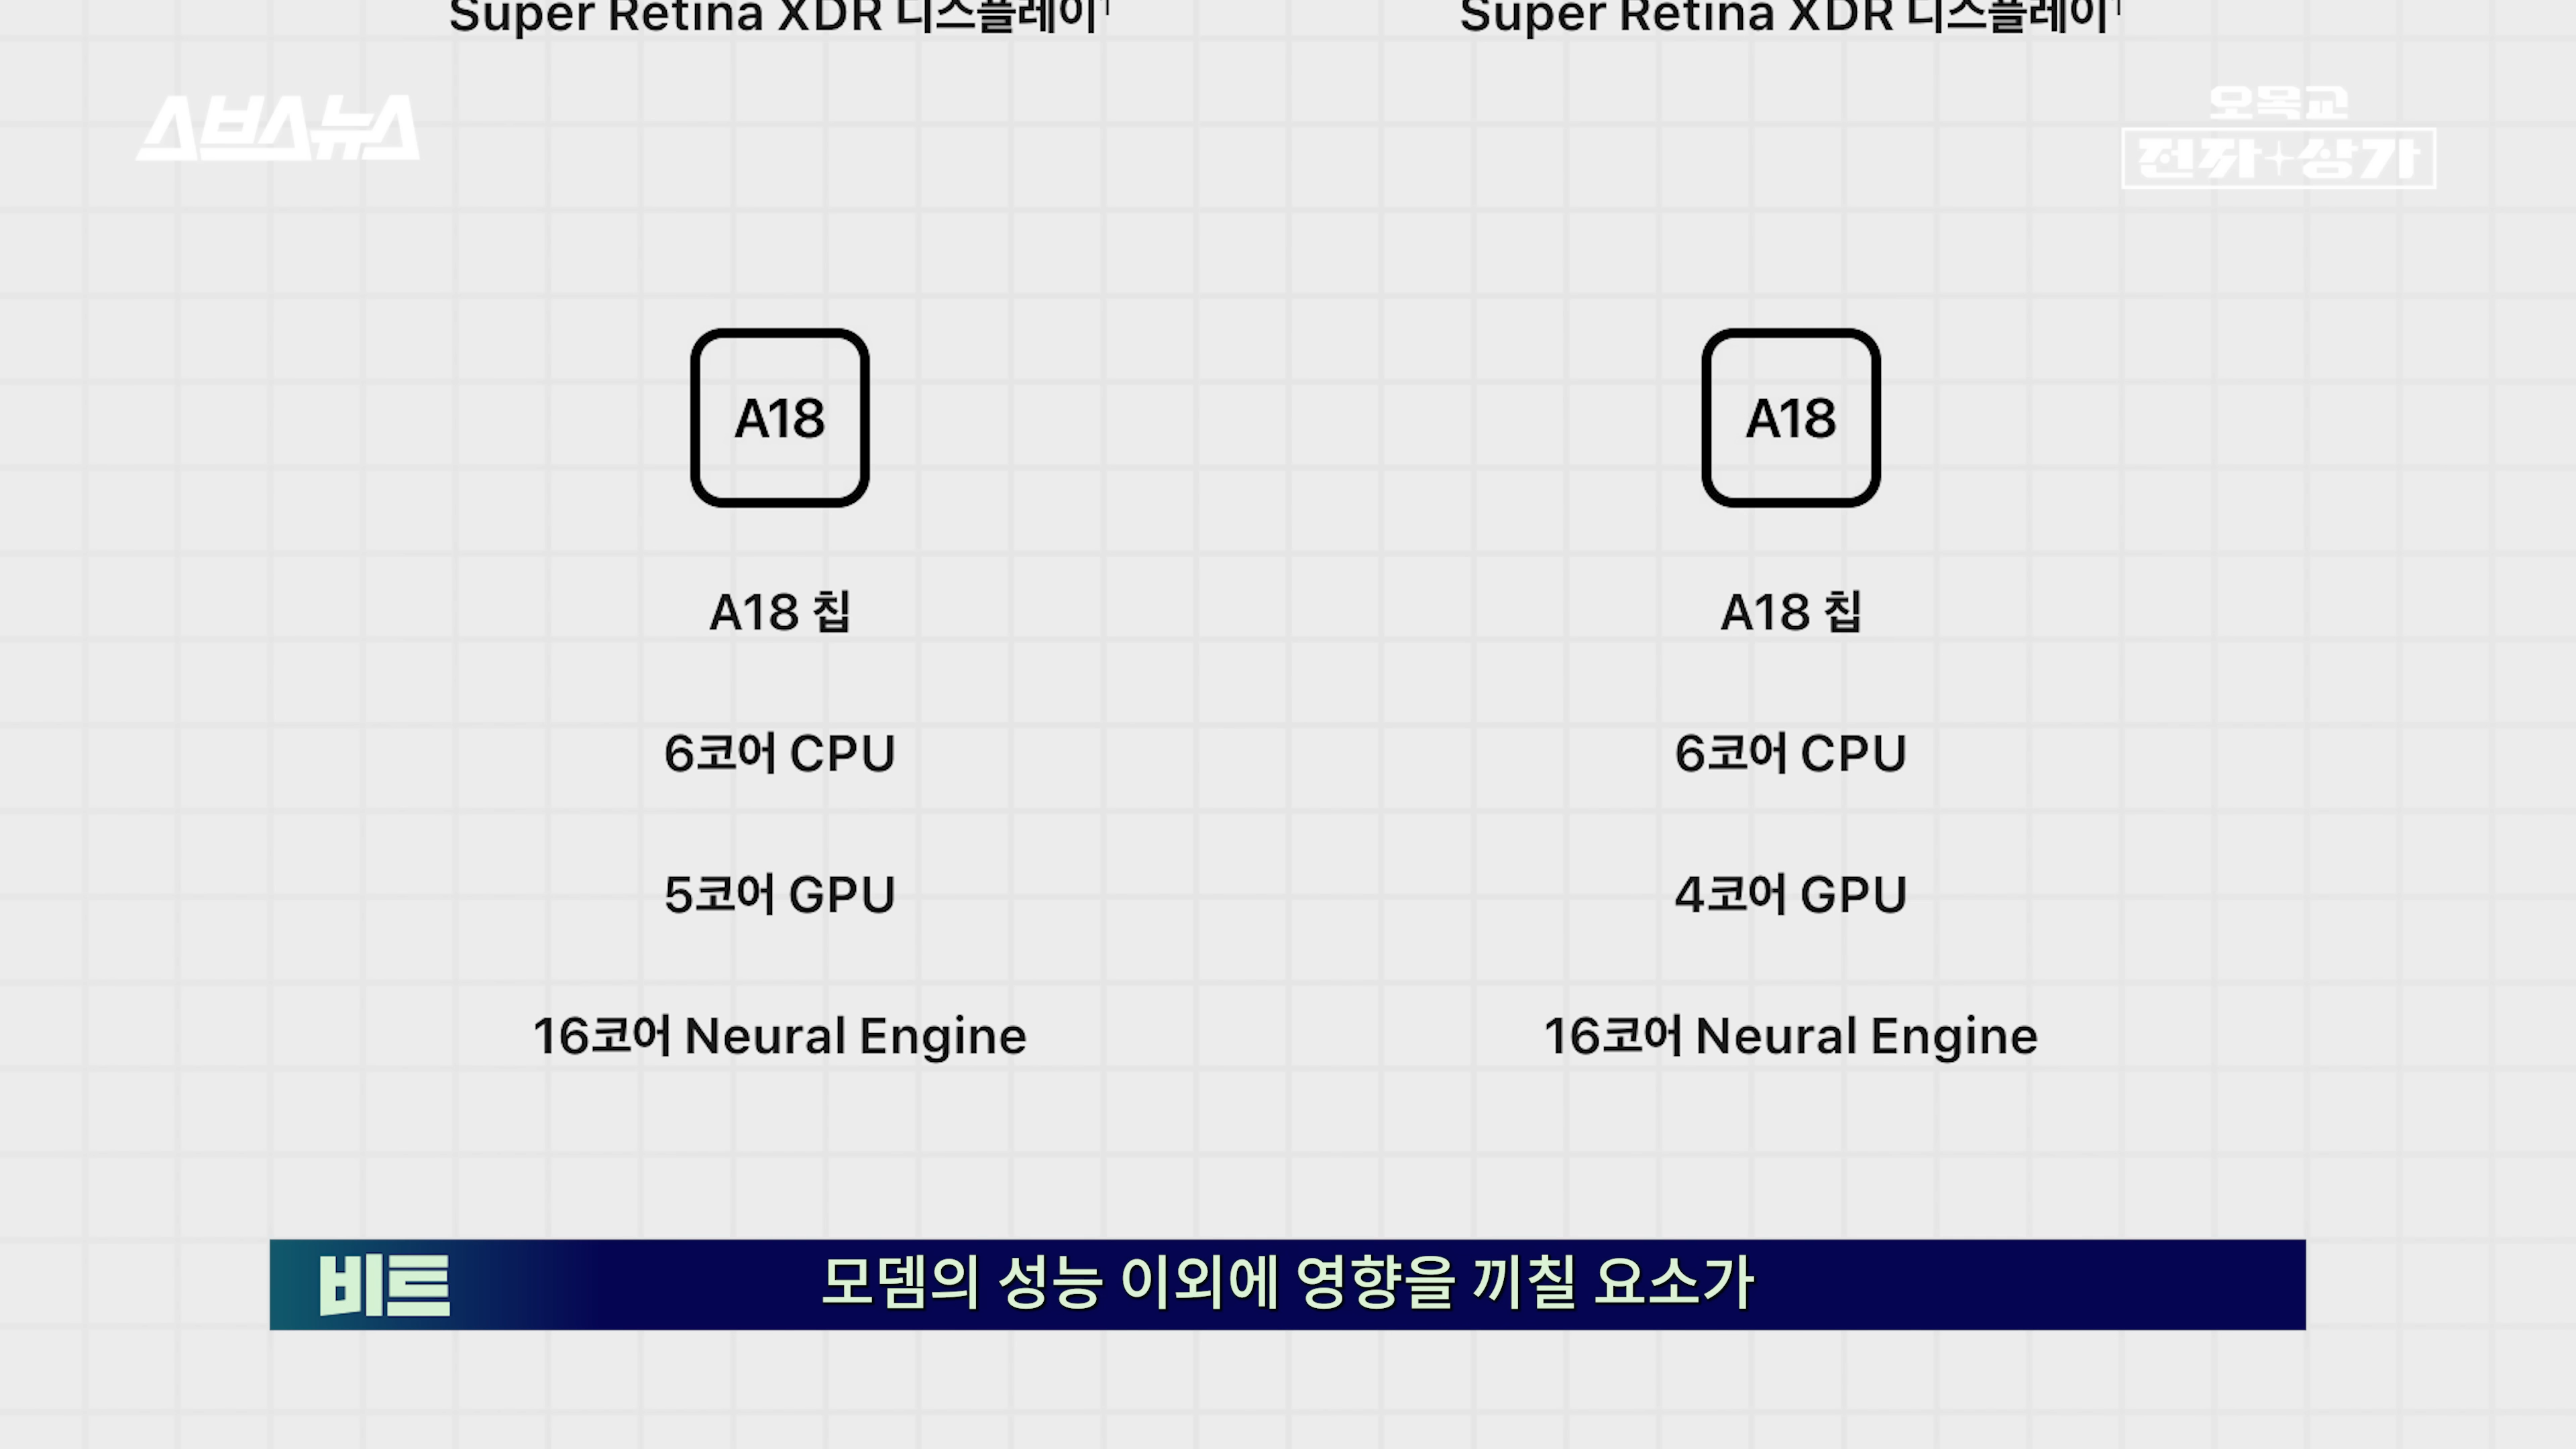 Super Retina XDR 디스플레이¹
Super Retina XDR 디스플레이¹
스브스뉴스
오목교
전자+상가
A18
A18
A18 칩
A18 칩
6코어 CPU
6코어 CPU
5코어 GPU
4코어 GPU
16코어 Neural Engine
16코어 Neural Engine
비트
모뎀의 성능 이외에 영향을 끼칠 요소가